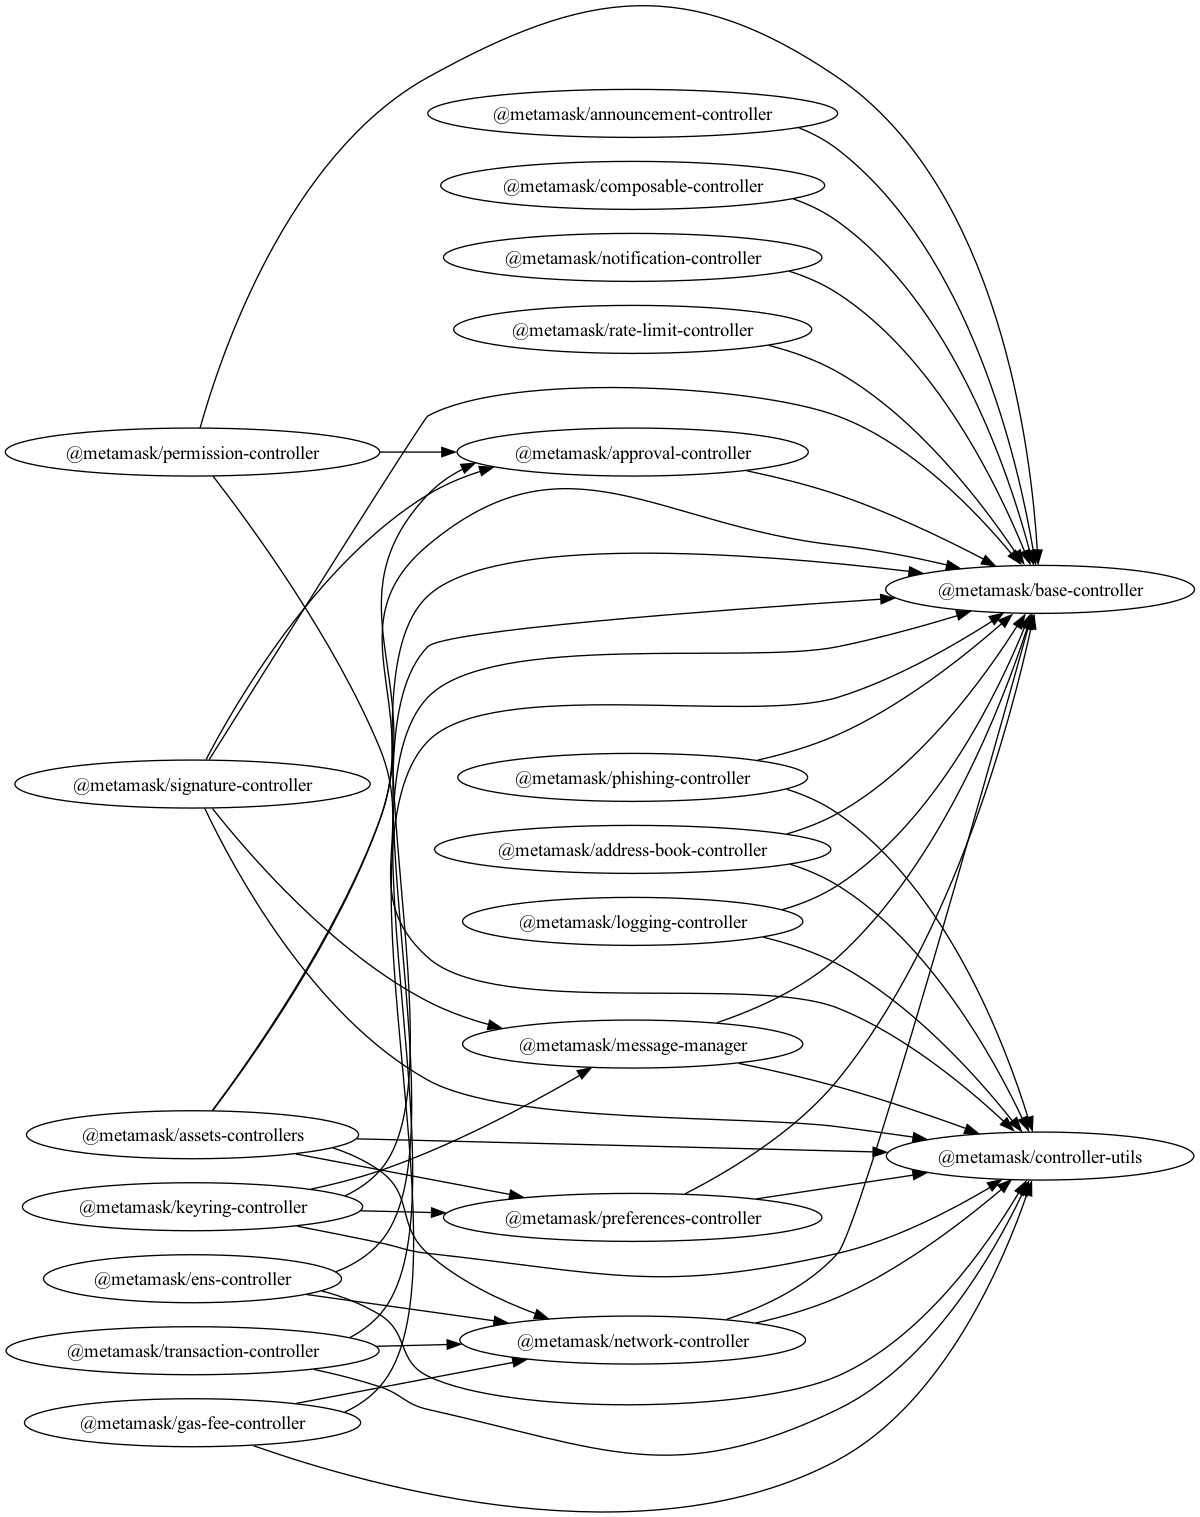 @metamask/announcement-controller
@metamask/composable-controller
@metamask/notification-controller
@metamask/rate-limit-controller
@metamask/permission-controller
@metamask/approval-controller
@metamask/base-controller
@metamask/phishing-controller
@metamask/signature-controller
@metamask/address-book-controller
@metamask/logging-controller
@metamask/message-manager
@metamask/assets-controllers
@metamask/controller-utils
@metamask/keyring-controller
@metamask/preferences-controller
@metamask/ens-controller
@metamask/network-controller
@metamask/transaction-controller
@metamask/gas-fee-controller